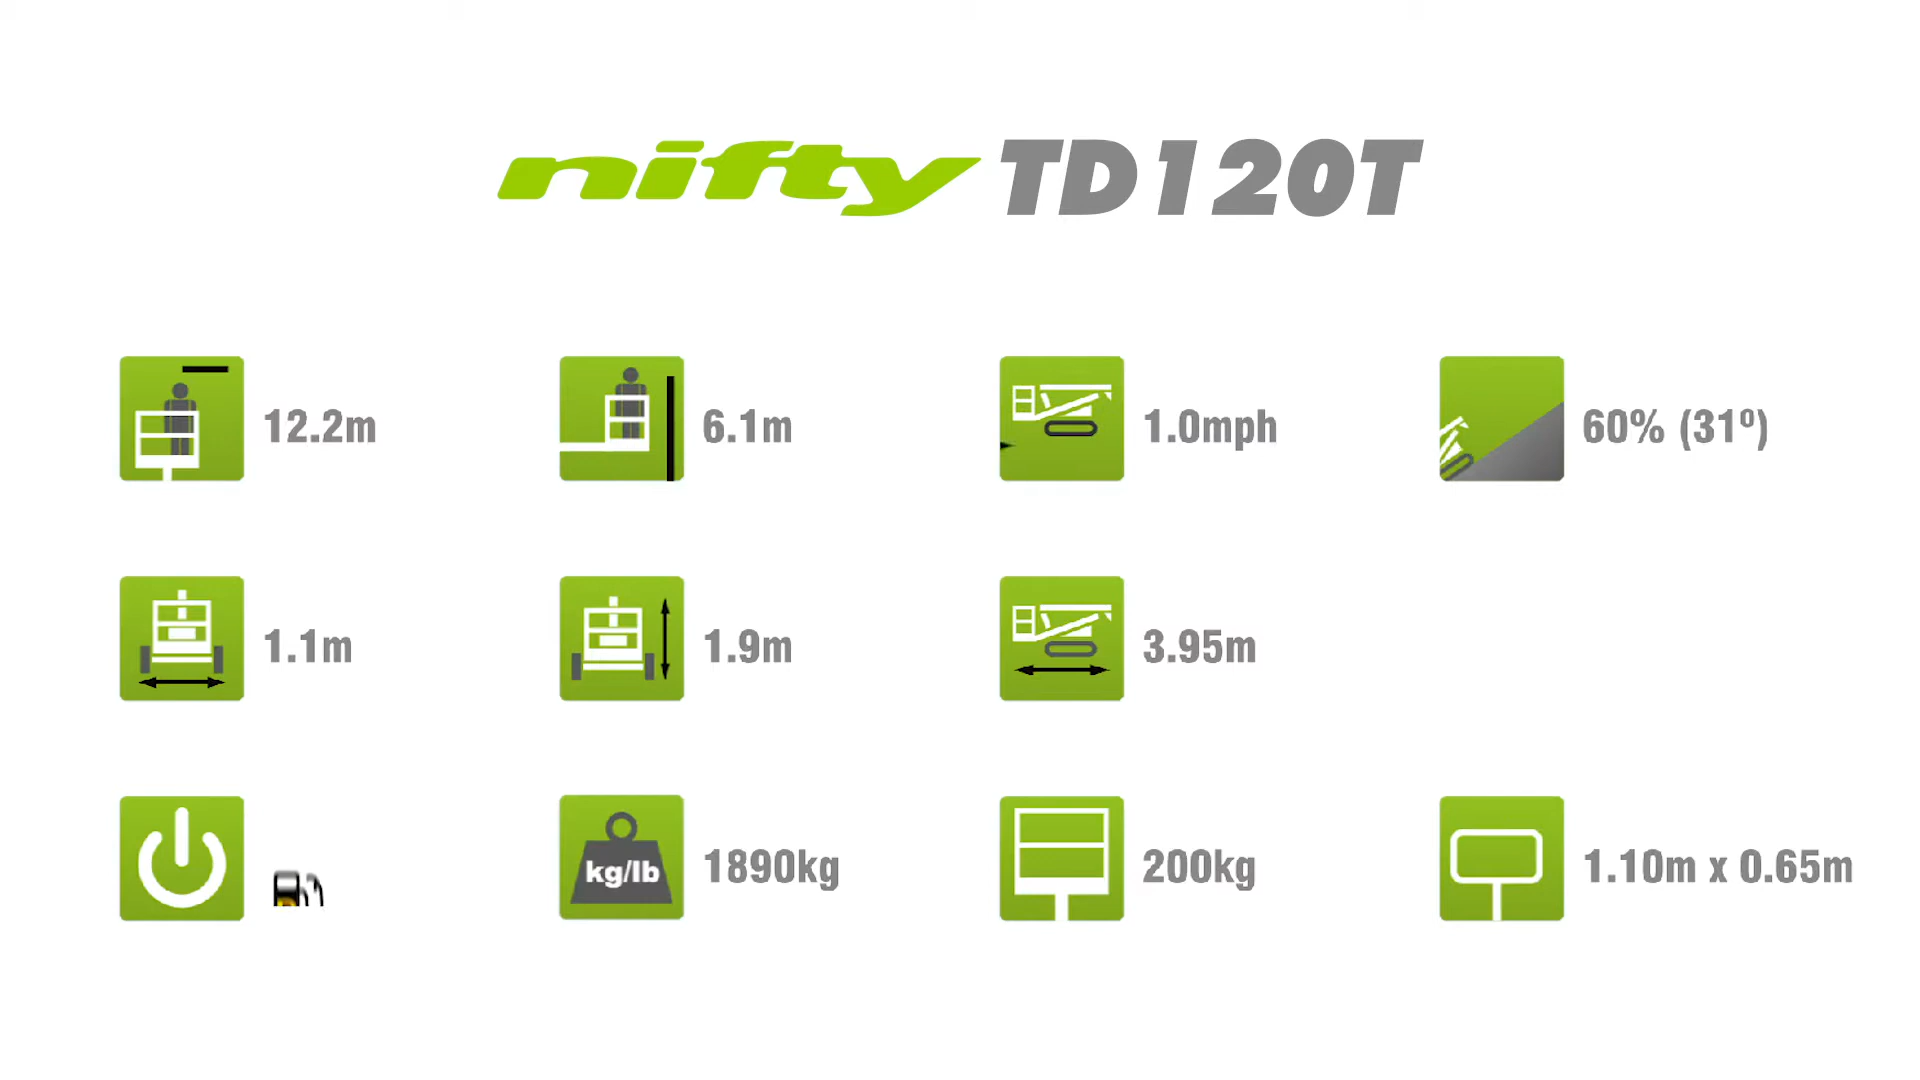 nifty TD120T
12.2m
6.1m
1.0mph
60% (31º)
1.1m
1.9m
3.95m
kg/lb
1890kg
200kg
1.10m x 0.65m